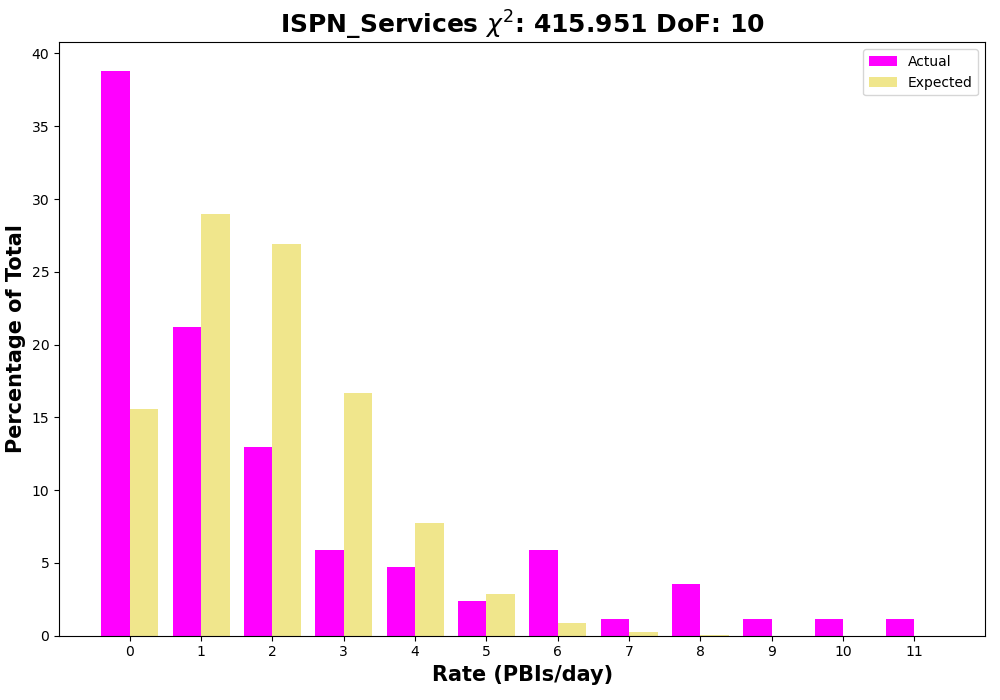 ISPN_Services χ²: 415.951 DoF: 10
Actual
Expected
Percentage of Total
40
35
30
25
20
15
10
5
0
0 1 2 3 4 5 6 7 8 9 10 11
Rate (PBIs/day)